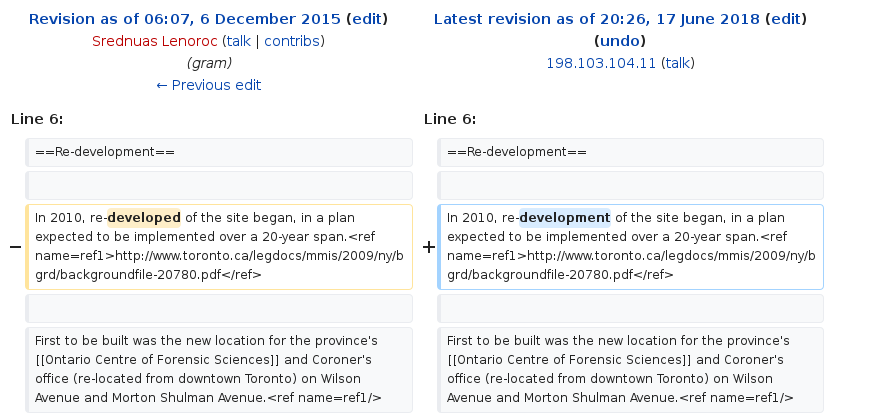 Revision as of 06:07, 6 December 2015 (edit)
Srednuas Lenoroc (talk | contribs)
(gram)
← Previous edit
Latest revision as of 20:26, 17 June 2018 (edit)
(undo)
198.103.104.11 (talk)
Line 6:
Line 6:
==Re-development==
==Re-development==
− In 2010, re-developed of the site began, in a plan
expected to be implemented over a 20-year span.<ref
name=ref1>http://www.toronto.ca/legdocs/mmis/2009/ny/b
grd/backgroundfile-20780.pdf</ref>
+ In 2010, re-development of the site began, in a plan
expected to be implemented over a 20-year span.<ref
name=ref1>http://www.toronto.ca/legdocs/mmis/2009/ny/b
grd/backgroundfile-20780.pdf</ref>
First to be built was the new location for the province's
[[Ontario Centre of Forensic Sciences]] and Coroner's
office (re-located from downtown Toronto) on Wilson
Avenue and Morton Shulman Avenue.<ref name=ref1/>
First to be built was the new location for the province's
[[Ontario Centre of Forensic Sciences]] and Coroner's
office (re-located from downtown Toronto) on Wilson
Avenue and Morton Shulman Avenue.<ref name=ref1/>